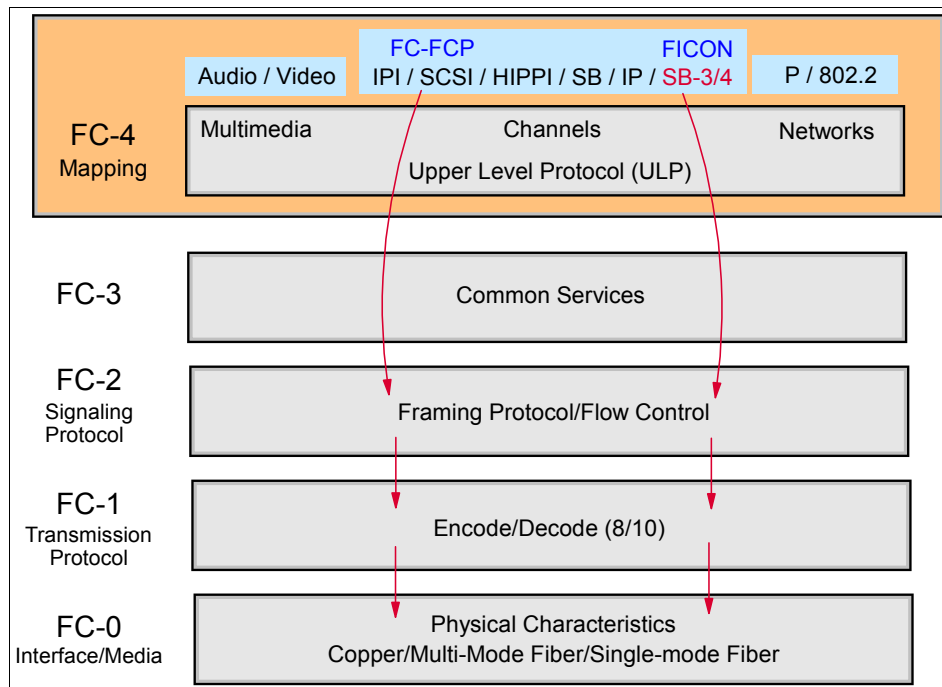 FC-FCP FICON
Audio / Video IPI / SCSI / HIPPI / SB / IP / SB-3/4 P / 802.2
FC-4
Mapping
Multimedia Channels Networks
Upper Level Protocol (ULP)
FC-3
Common Services
FC-2
Signaling
Protocol
Framing Protocol/Flow Control
FC-1
Transmission
Protocol
Encode/Decode (8/10)
FC-0
Interface/Media
Physical Characteristics
Copper/Multi-Mode Fiber/Single-mode Fiber